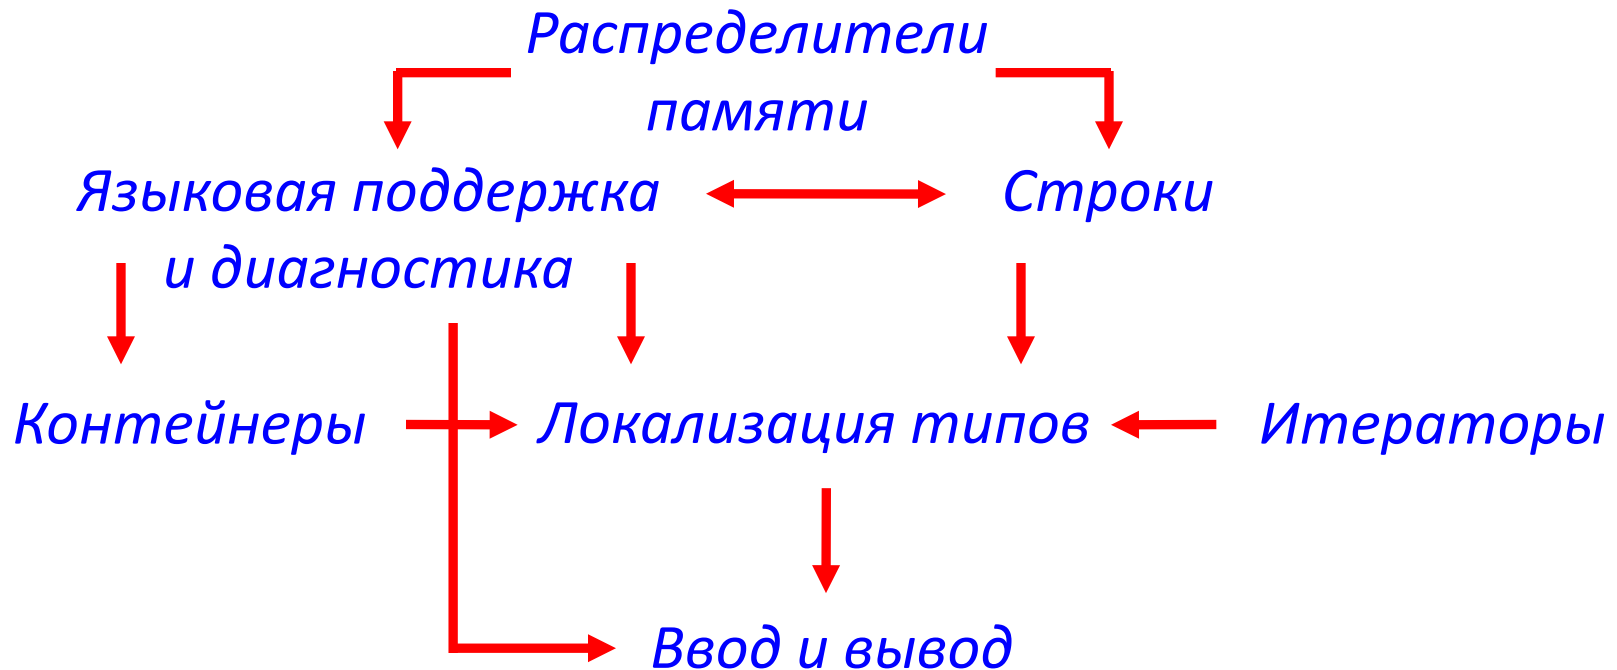 Распределители
памяти
Языковая поддержка
и диагностика
Строки
Контейнеры
Локализация типов
Итераторы
Ввод и вывод